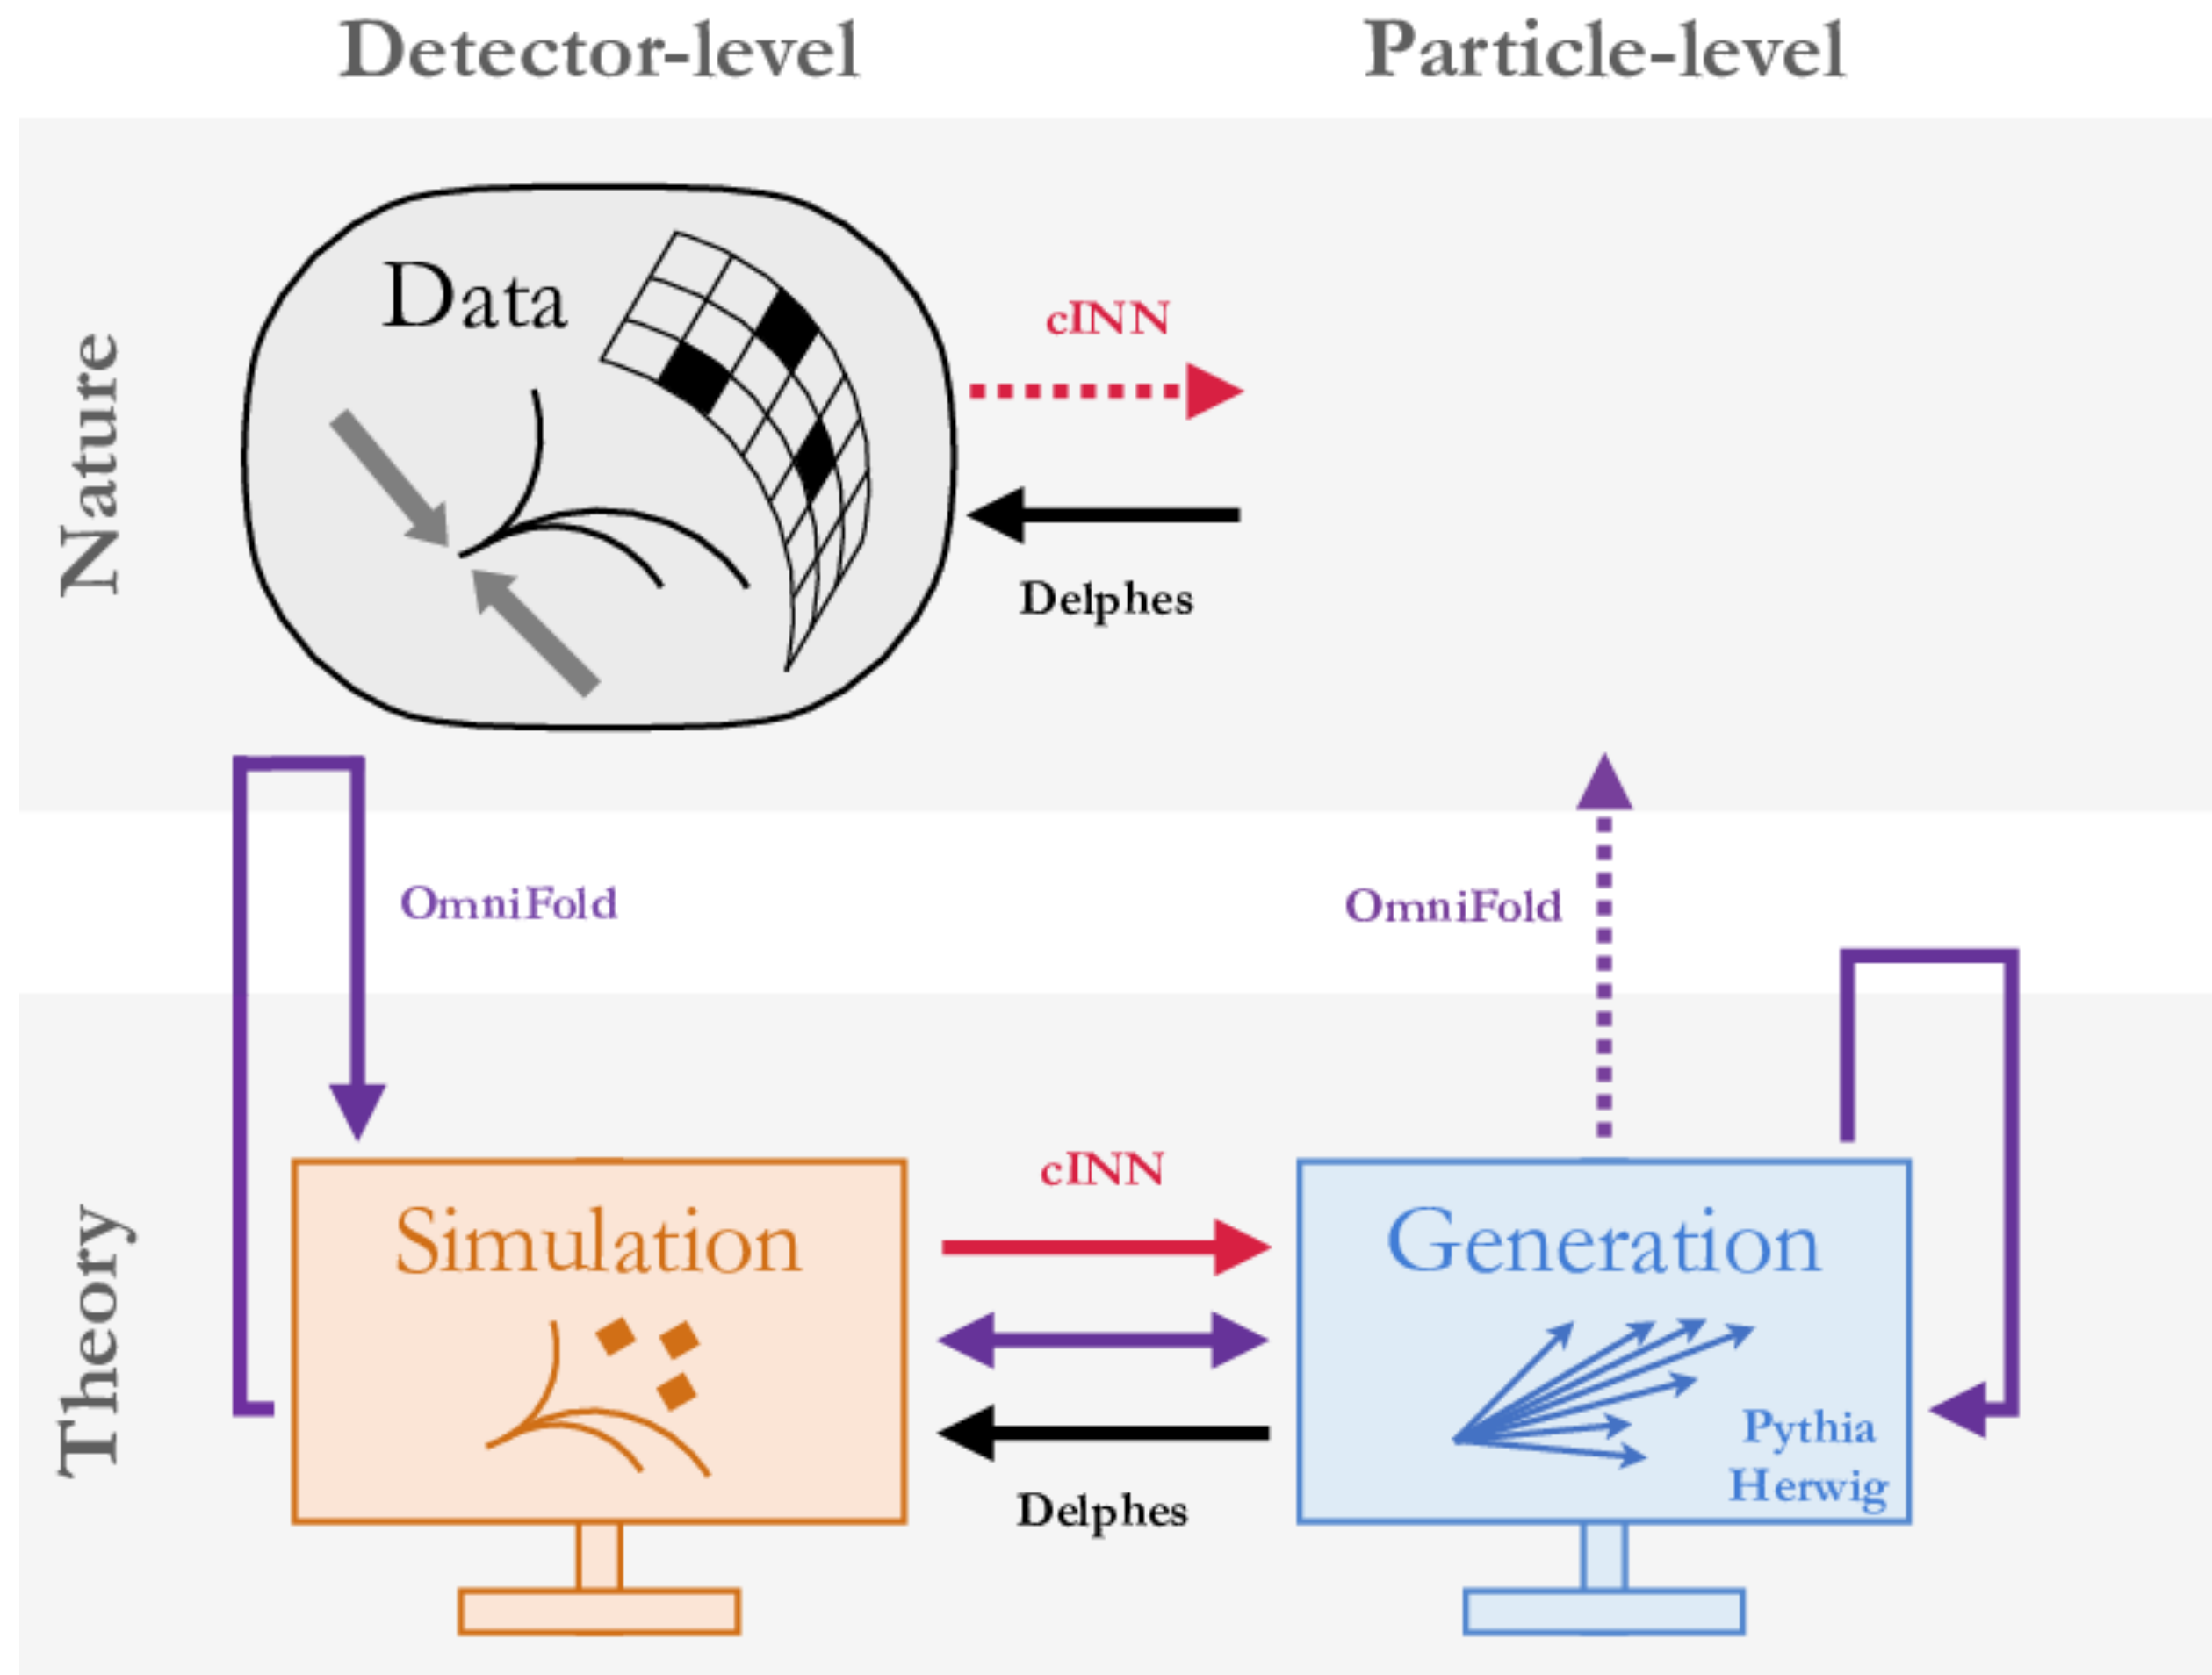 Detector-level
Particle-level
Nature
Data
cINN
Delphes
OmniFold
OmniFold
Theory
Simulation
cINN
Delphes
Generation
Pythia
Herwig